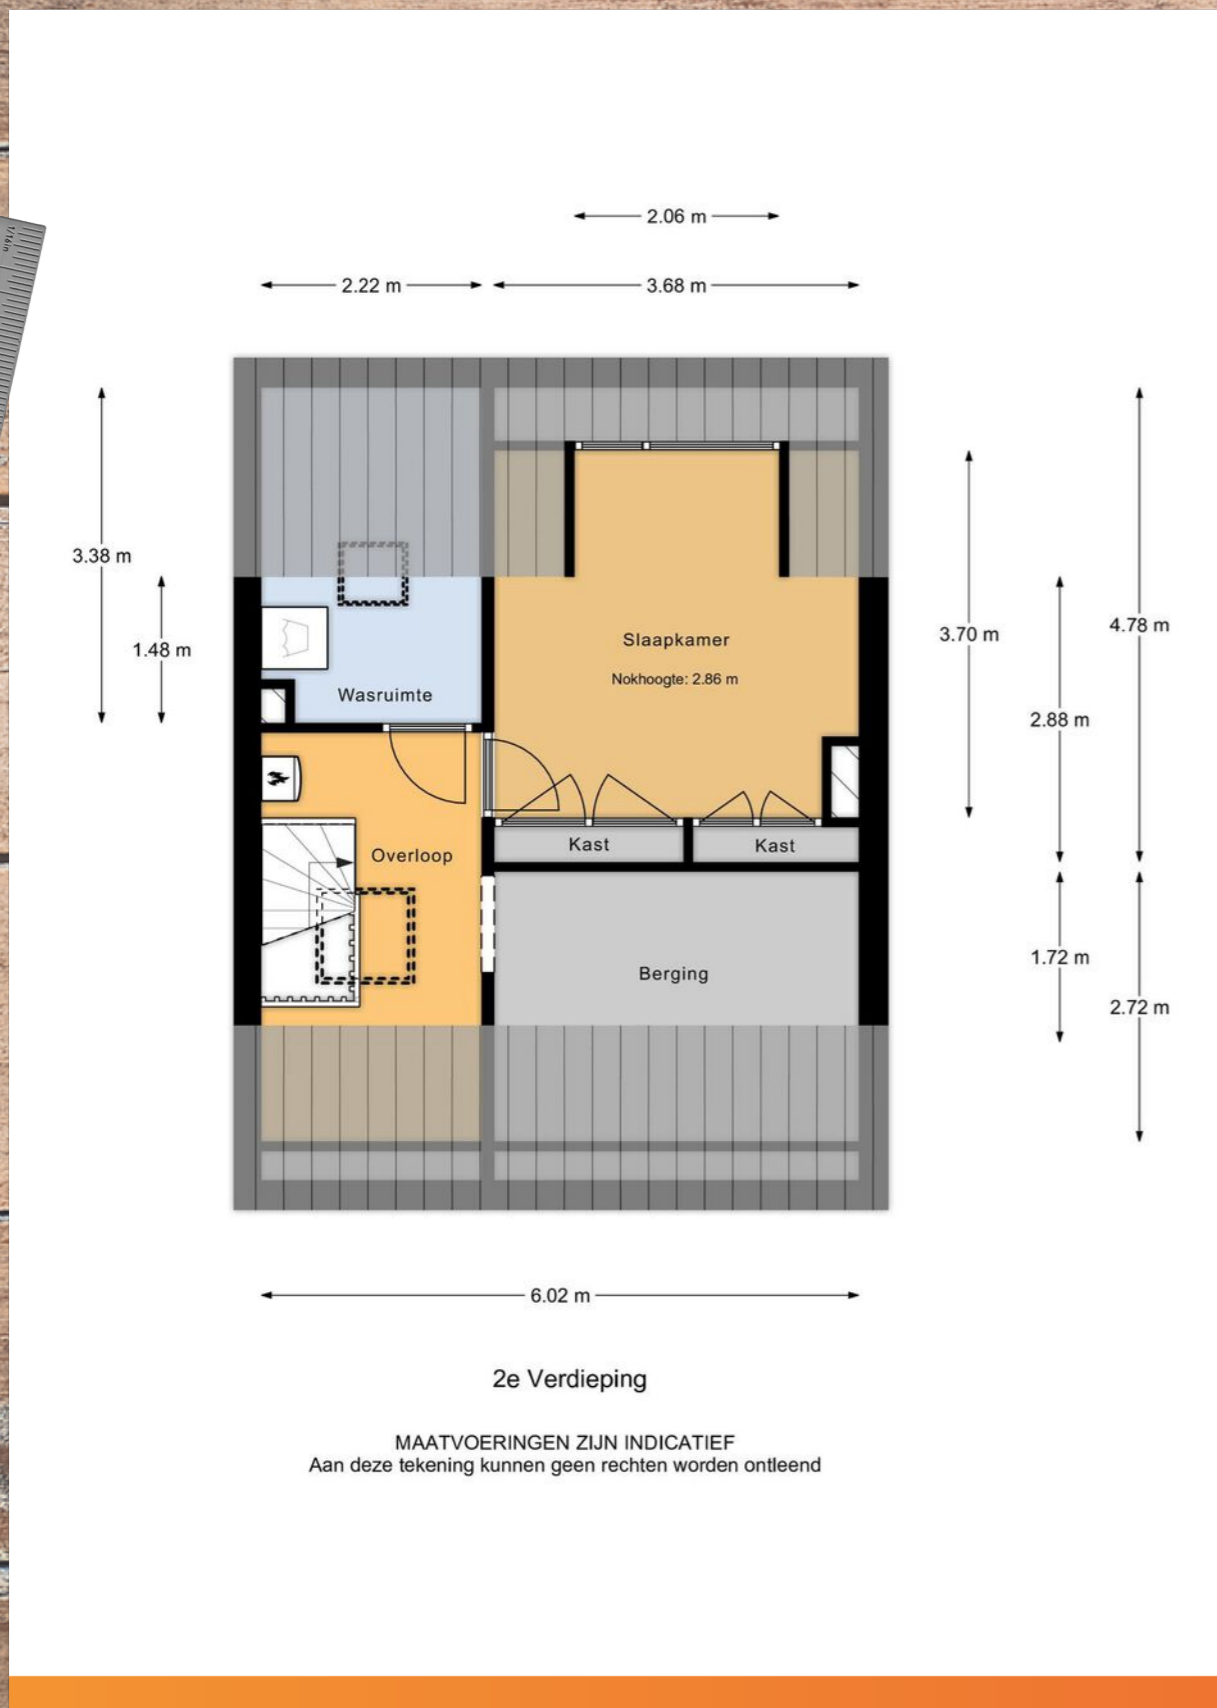 1/16in
2.06 m
2.22 m
3.68 m
3.38 m
1.48 m
Slaapkamer
Nokhoogte: 2.86 m
Wasruimte
3.70 m
4.78 m
2.88 m
Overloop
Kast
Kast
Berging
1.72 m
2.72 m
6.02 m
2e Verdieping
MAATVOERINGEN ZIJN INDICATIEF
Aan deze tekening kunnen geen rechten worden ontleend